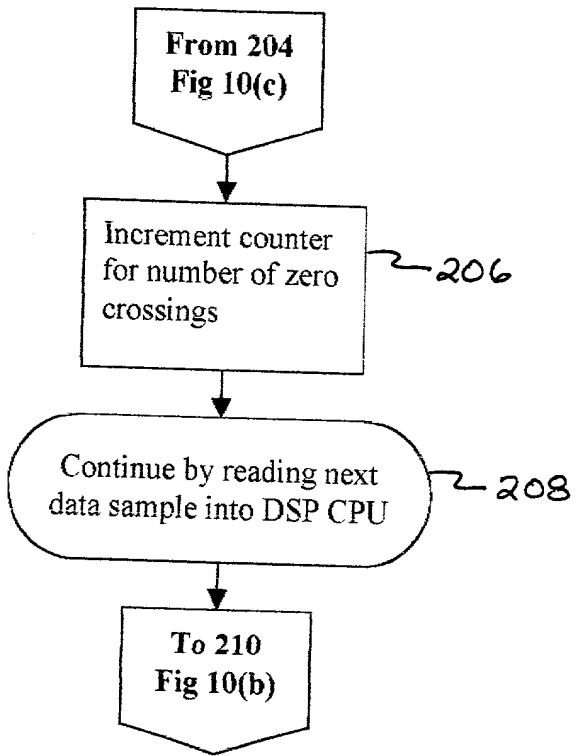 From 204
Fig 10(c)
Increment counter
for number of zero
crossings
206
Continue by reading next
data sample into DSP CPU
208
To 210
Fig 10(b)